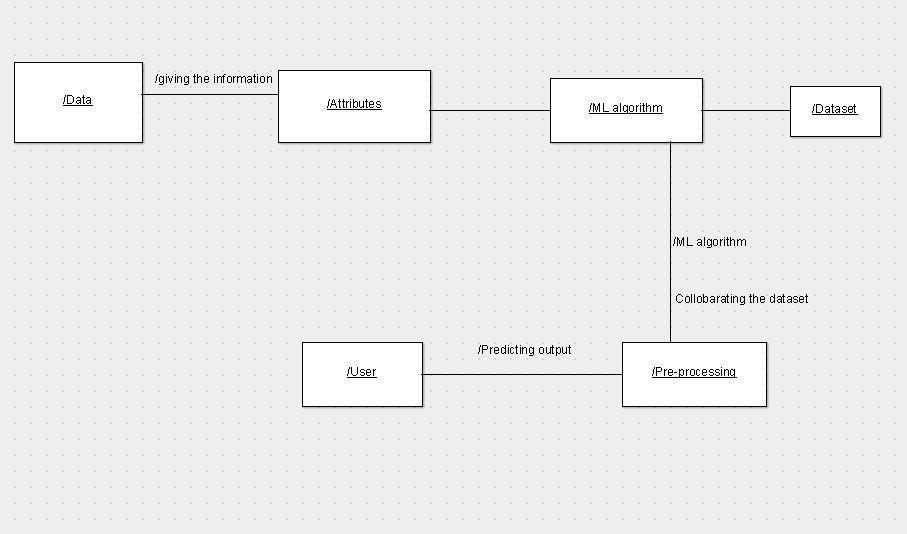 /giving the information
/Data
/Attributes
/ML algorithm
/Dataset
/ML algorithm
Collobarating the dataset
/Predicting output
/User
/Pre-processing